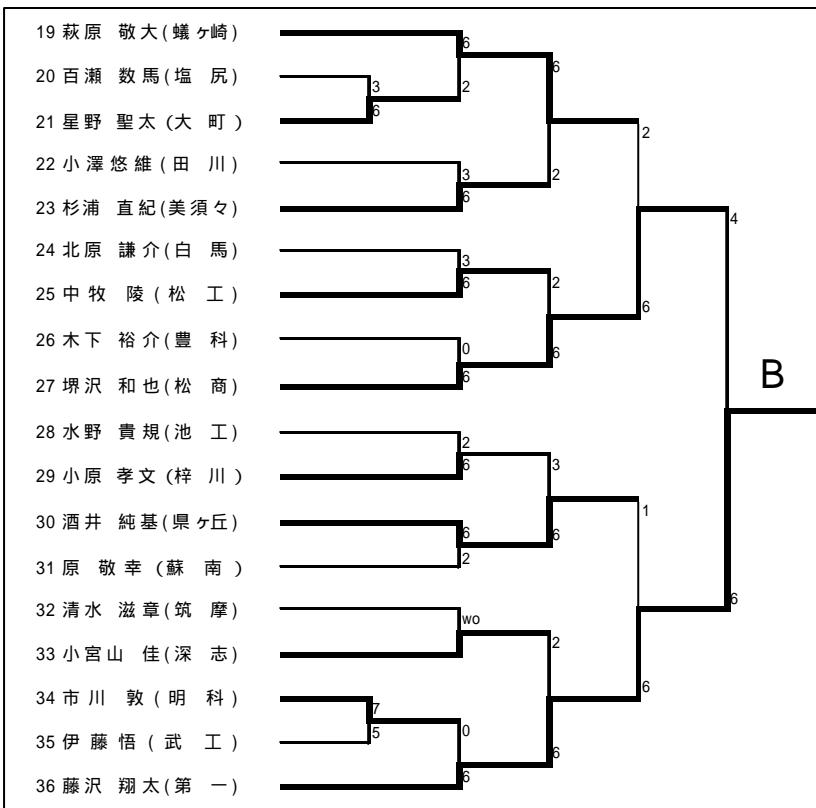 19 萩原 敬大(蟻ヶ崎)
6
6
20 百瀬 数馬(塩 尻)
3
2
6
21 星野 聖太(大 町)
2
22 小澤悠維(田 川)
3
2
6
23 杉浦 直紀(美須々)
4
24 北原 謙介(白 馬)
3
6
2
25 中牧 陵(松 工)
6
26 木下 裕介(豊 科)
0
6
6
27 堺沢 和也(松 商)
B
28 水野 貴規(池 工)
2
6
3
29 小原 孝文(梓 川)
1
30 酒井 純基(県ヶ丘)
6
6
2
31 原 敬幸(蘇 南)
6
32 清水 滋章(筑 摩)
wo
2
33 小宮山 佳(深 志)
6
34 市川 敦(明 科)
7
5
0
35 伊藤悟(武 工)
6
6
36 藤沢 翔太(第 一)